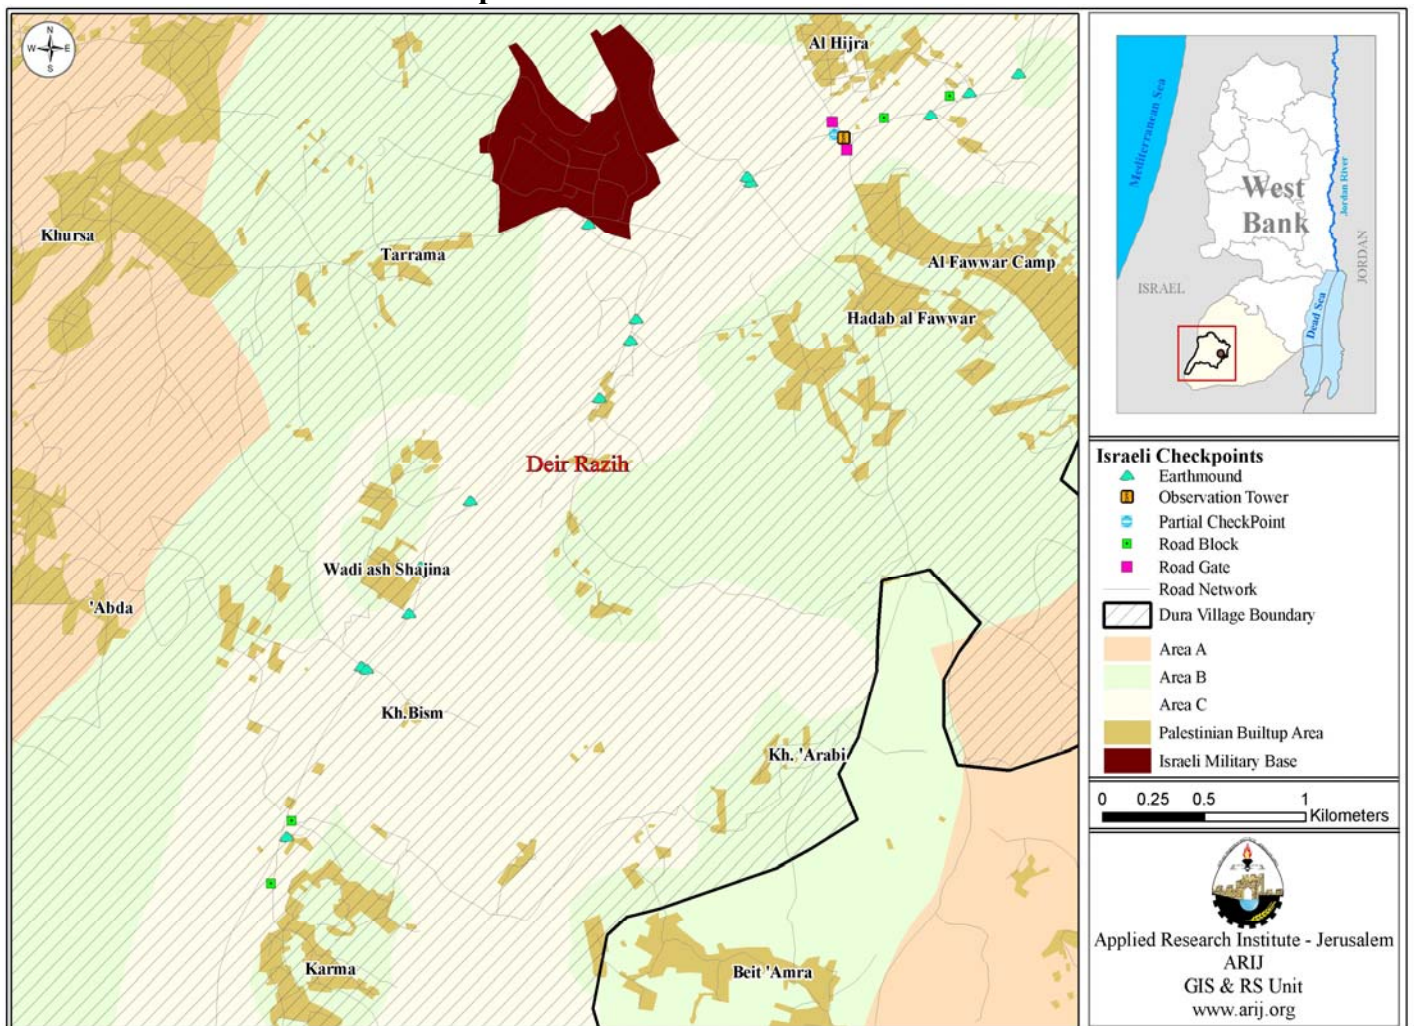 N
W
E
S
Al Hijra
Khursa
Tarrama
Al Fawwar Camp
Hadab al Fawwar
Deir Razih
Wadi ash Shajina
'Abda
Kh.Bism
Kh. 'Arabi
Karma
Beit 'Amra
Mediterranean Sea
West
Bank
Jordan River
JORDAN
ISRAEL
Dead Sea
Israeli Checkpoints
Earthmound
Observation Tower
Partial CheckPoint
Road Block
Road Gate
Road Network
Dura Village Boundary
Area A
Area B
Area C
Palestinian Builtup Area
Israeli Military Base
0 0.25 0.5 1
Kilometers
Applied Research Institute - Jerusalem
ARIJ
GIS & RS Unit
www.arij.org